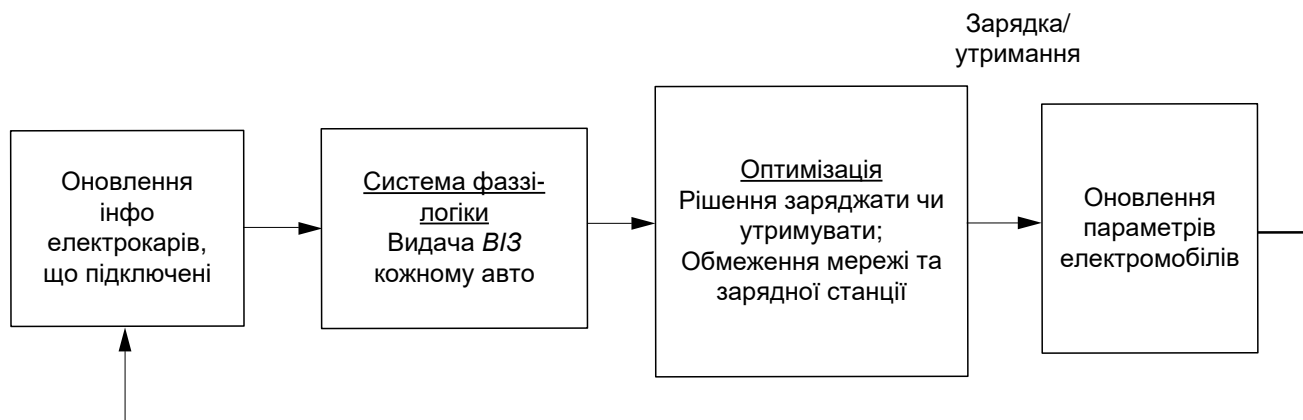 Зарядка/
утримання
Оновлення
інфо
електрокарів,
що підключені
Система фаззі-
логіки
Видача ВІЗ
кожному авто
Оптимізація
Рішення заряджати чи
утримувати;
Обмеження мережі та
зарядної станції
Оновлення
параметрів
електромобілів